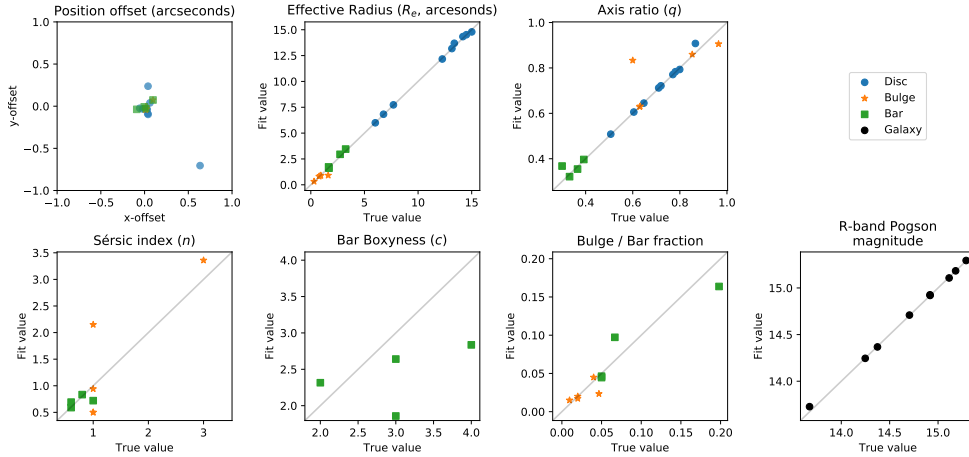 Position offset (arcseconds)
1.0
0.5
0.0
−0.5
−1.0
y-offset
−1.0 −0.5 0.0 0.5 1.0
x-offset
Effective Radius (Re, arcesonds)
15.0
12.5
10.0
7.5
5.0
2.5
0.0
Fit value
0 5 10 15
True value
Axis ratio (q)
1.0
0.8
0.6
0.4
Fit value
0.4 0.6 0.8 1.0
True value
Disc
Bulge
Bar
Galaxy
Sérsic index (n)
3.5
3.0
2.5
2.0
1.5
1.0
0.5
Fit value
1 2 3
True value
Bar Boxyness (c)
4.0
3.5
3.0
2.5
2.0
Fit value
2.0 2.5 3.0 3.5 4.0
True value
Bulge / Bar fraction
0.20
0.15
0.10
0.05
0.00
Fit value
0.00 0.05 0.10 0.15 0.20
True value
R-band Pogson
magnitude
15.0
14.5
14.0
Fit value
14.0 14.5 15.0
True value